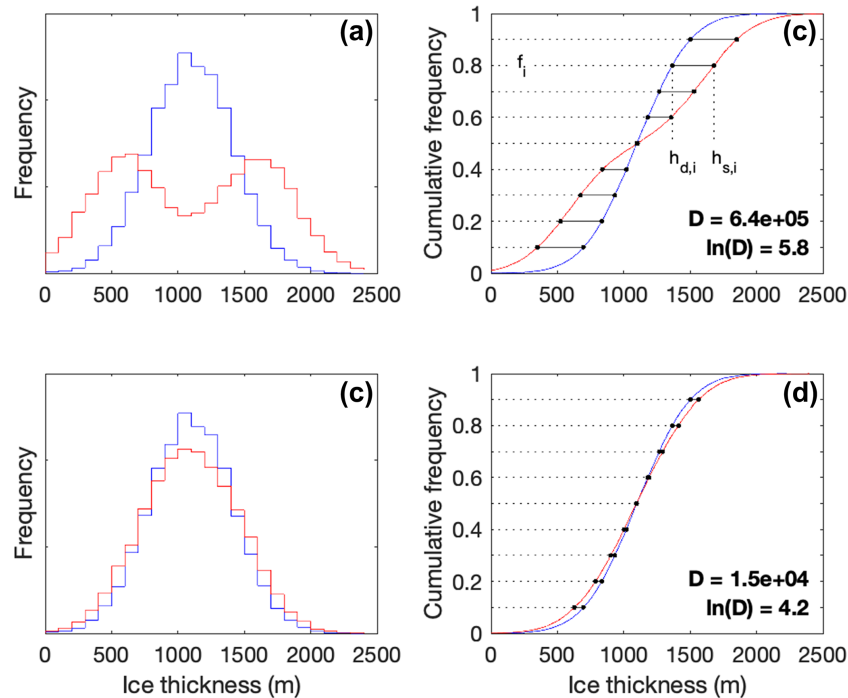 (a)
Frequency
0 500 1000 1500 2000 2500
(c)
Cumulative frequency
1
0.8
0.6
0.4
0.2
0
f_i
h_d,i h_s,i
D = 6.4e+05
ln(D) = 5.8
0 500 1000 1500 2000 2500
(c)
Frequency
0 500 1000 1500 2000 2500
Ice thickness (m)
(d)
Cumulative frequency
1
0.8
0.6
0.4
0.2
0
D = 1.5e+04
ln(D) = 4.2
0 500 1000 1500 2000 2500
Ice thickness (m)